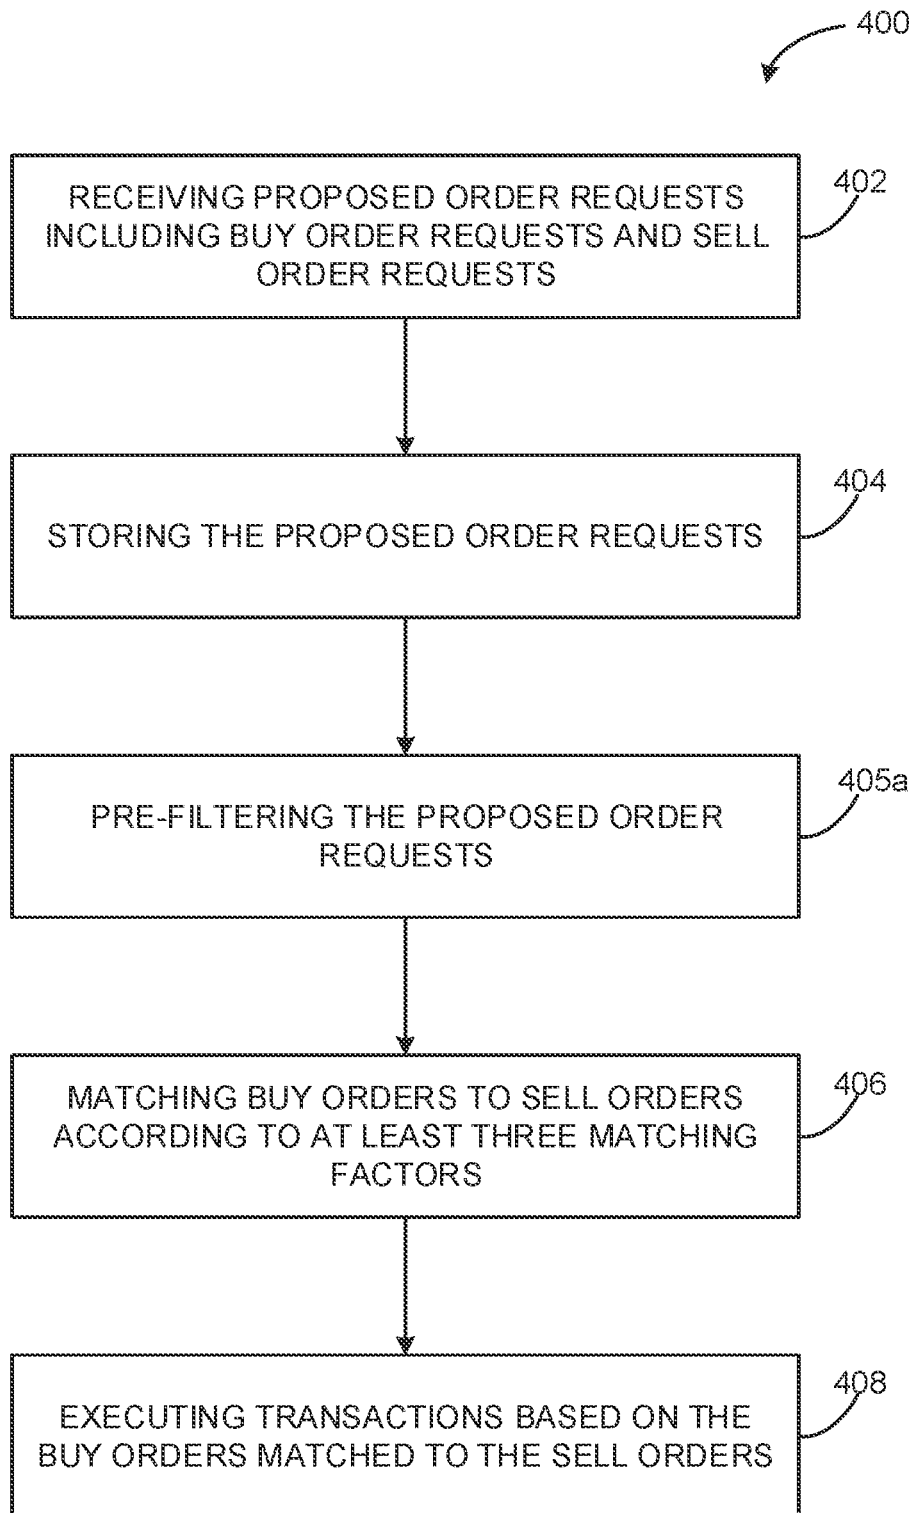 400
RECEIVING PROPOSED ORDER REQUESTS
INCLUDING BUY ORDER REQUESTS AND SELL
ORDER REQUESTS
402
STORING THE PROPOSED ORDER REQUESTS
404
PRE-FILTERING THE PROPOSED ORDER
REQUESTS
405a
MATCHING BUY ORDERS TO SELL ORDERS
ACCORDING TO AT LEAST THREE MATCHING
FACTORS
406
EXECUTING TRANSACTIONS BASED ON THE
BUY ORDERS MATCHED TO THE SELL ORDERS
408